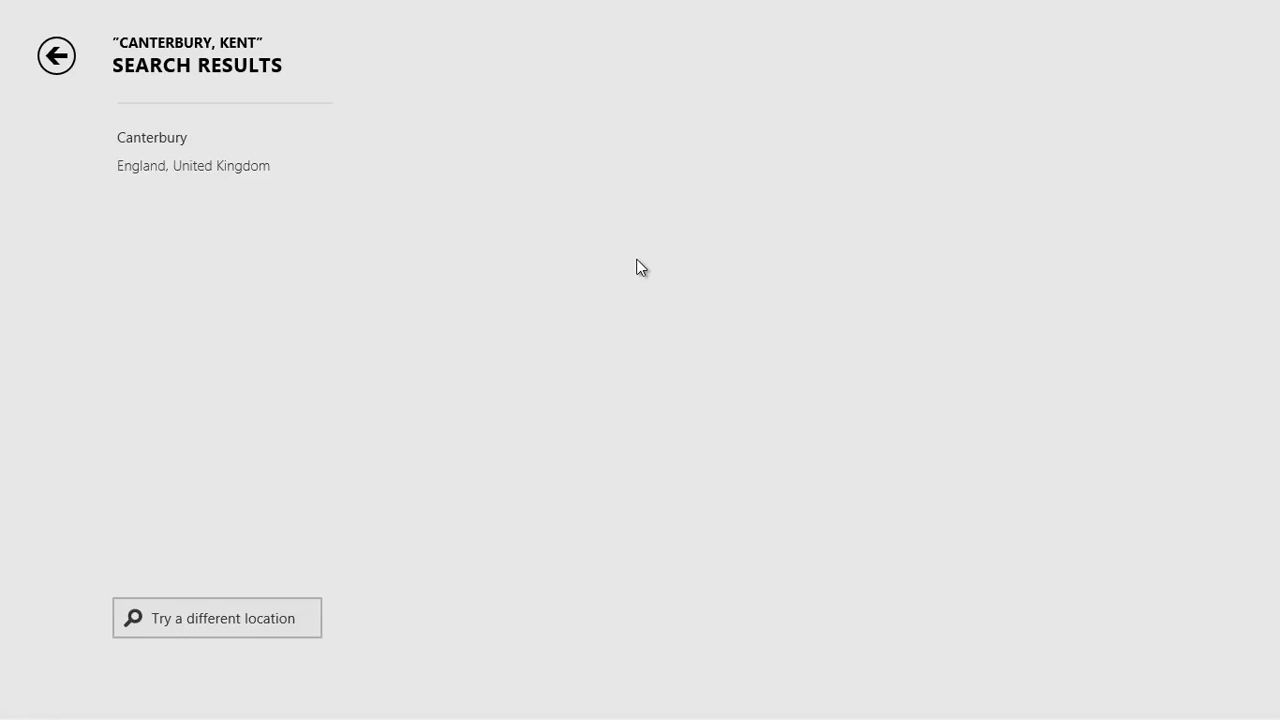 ”CANTERBURY, KENT”
SEARCH RESULTS
Canterbury
England, United Kingdom
Try a different location